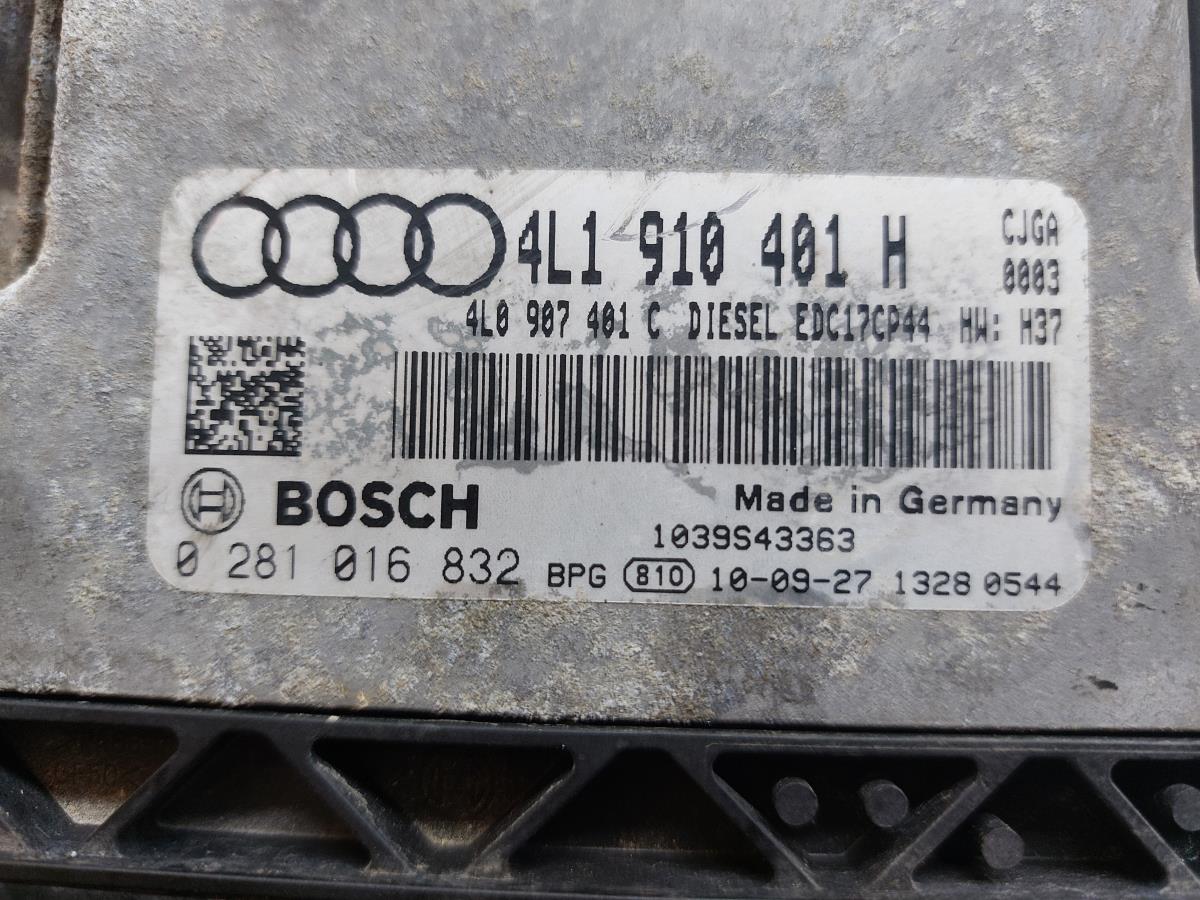 4L1 910 401 H
CJGA
0003
4L0 907 401 C DIESEL EDC17CP44 HW: H37
BOSCH
Made in Germany
1039S43363
0 281 016 832 BPG 810 10-09-27 1328 0544